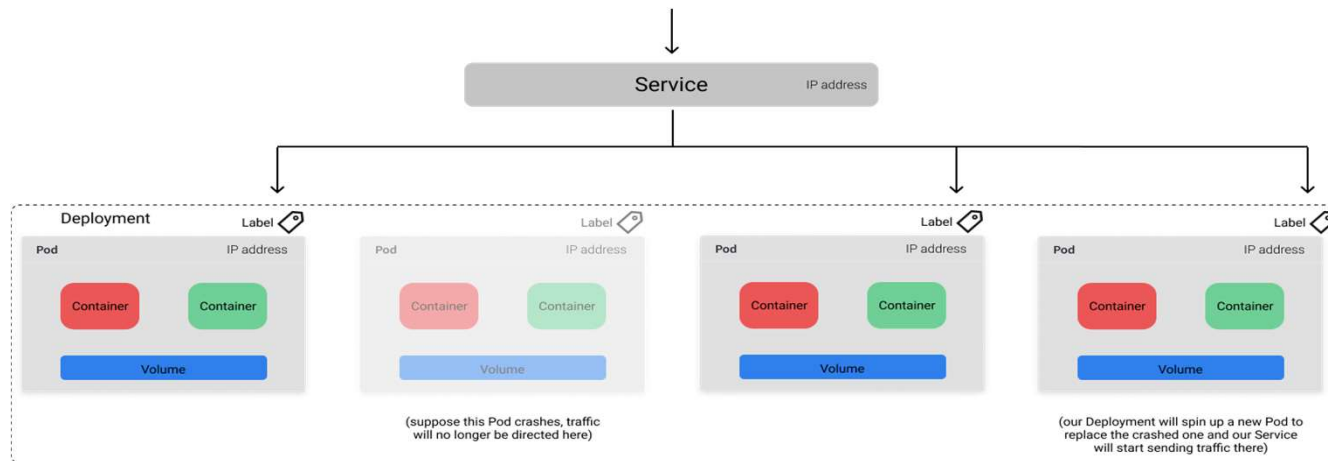 Service
IP address
Deployment
Label
Label
Label
Label
Pod
IP address
Pod
IP address
Pod
IP address
Pod
IP address
Container
Container
Container
Container
Container
Container
Container
Container
Volume
Volume
Volume
Volume
(suppose this Pod crashes, traffic
will no longer be directed here)
(our Deployment will spin up a new Pod to
replace the crashed one and our Service
will start sending traffic there)